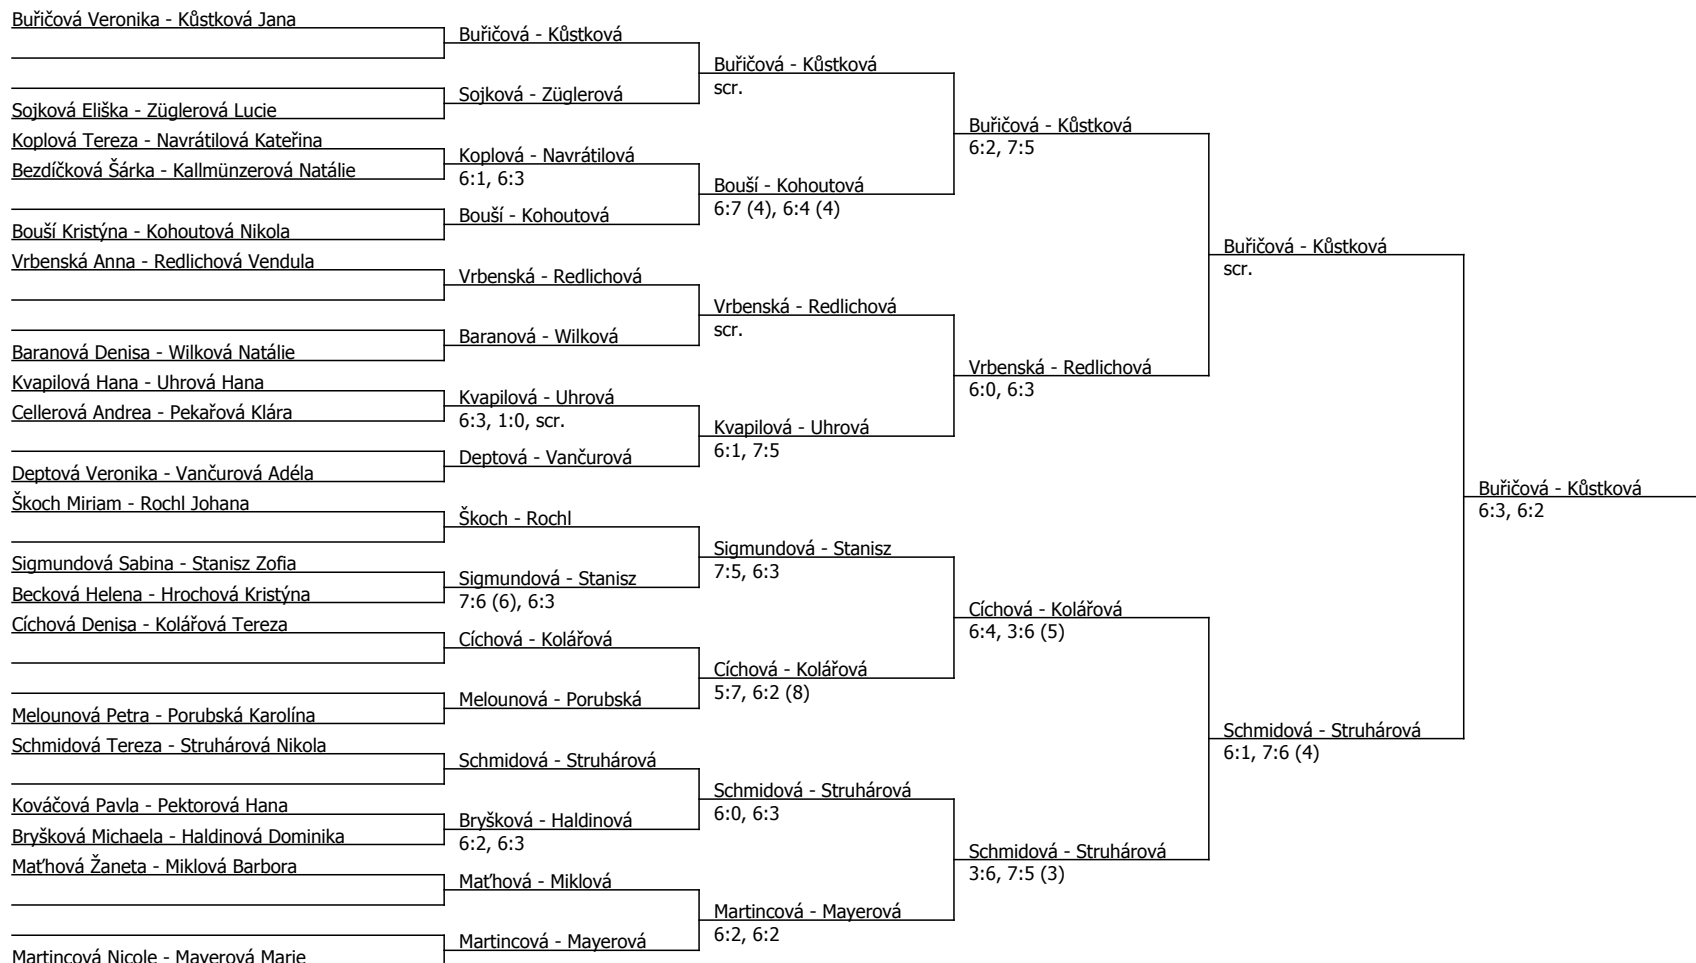 Buřičová Veronika - Kůstková Jana
Sojková Eliška - Züglerová Lucie
Koplová Tereza - Navrátilová Kateřina
Bezdíčková Šárka - Kallmünzerová Natálie
Bouší Kristýna - Kohoutová Nikola
Vrbenská Anna - Redlichová Vendula
Baranová Denisa - Wilková Natálie
Kvapilová Hana - Uhrová Hana
Cellerová Andrea - Pekařová Klára
Deptová Veronika - Vančurová Adéla
Škoch Miriam - Rochl Johana
Sigmundová Sabina - Stanisz Zofia
Becková Helena - Hrochová Kristýna
Cíchová Denisa - Kolářová Tereza
Melounová Petra - Porubská Karolína
Schmidová Tereza - Struhárová Nikola
Kováčová Pavla - Pektorová Hana
Bryšková Michaela - Haldinová Dominika
Maťhová Žaneta - Miklová Barbora
Martincová Nicole - Mayerová Marie
Buřičová - Kůstková
Sojková - Züglerová
Koplová - Navrátilová
6:1, 6:3
Bouší - Kohoutová
Vrbenská - Redlichová
Baranová - Wilková
Kvapilová - Uhrová
6:3, 1:0, scr.
Deptová - Vančurová
Škoch - Rochl
Sigmundová - Stanisz
7:6 (6), 6:3
Cíchová - Kolářová
Melounová - Porubská
Schmidová - Struhárová
Bryšková - Haldinová
6:2, 6:3
Maťhová - Miklová
Martincová - Mayerová
Buřičová - Kůstková
scr.
Bouší - Kohoutová
6:7 (4), 6:4 (4)
Vrbenská - Redlichová
scr.
Kvapilová - Uhrová
6:1, 7:5
Sigmundová - Stanisz
7:5, 6:3
Cíchová - Kolářová
5:7, 6:2 (8)
Schmidová - Struhárová
6:0, 6:3
Martincová - Mayerová
6:2, 6:2
Buřičová - Kůstková
6:2, 7:5
Vrbenská - Redlichová
6:0, 6:3
Cíchová - Kolářová
6:4, 3:6 (5)
Schmidová - Struhárová
3:6, 7:5 (3)
Buřičová - Kůstková
scr.
Schmidová - Struhárová
6:1, 7:6 (4)
Buřičová - Kůstková
6:3, 6:2